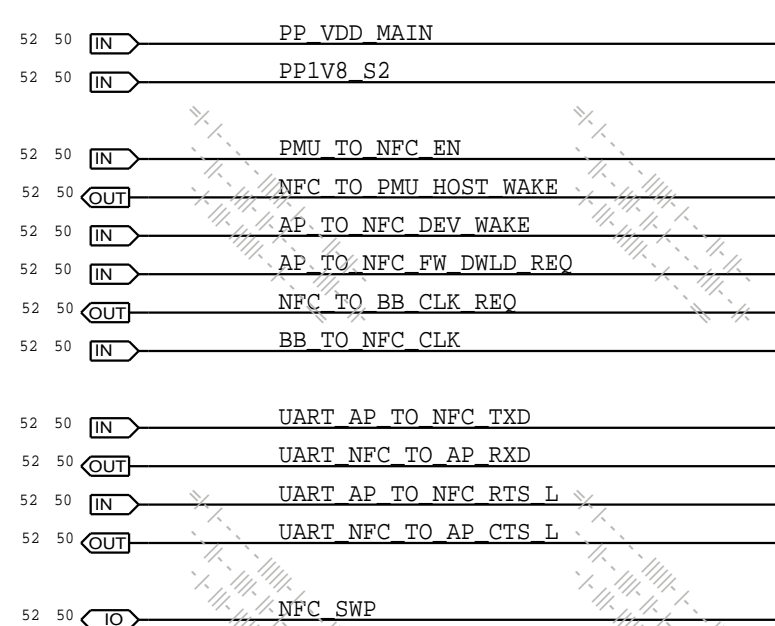 52 50 IN PP_VDD_MAIN
52 50 IN PP1V8_S2
52 50 IN PMU_TO_NFC_EN
52 50 OUT NFC_TO_PMU_HOST_WAKE
52 50 IN AP_TO_NFC_DEV_WAKE
52 50 IN AP_TO_NFC_FW_DWLD_REQ
52 50 OUT NFC_TO_BB_CLK_REQ
52 50 IN BB_TO_NFC_CLK
52 50 IN UART_AP_TO_NFC_TXD
52 50 OUT UART_NFC_TO_AP_RXD
52 50 IN UART_AP_TO_NFC_RTS_L
52 50 OUT UART_NFC_TO_AP_CTS_L
52 50 IO NFC_SWP